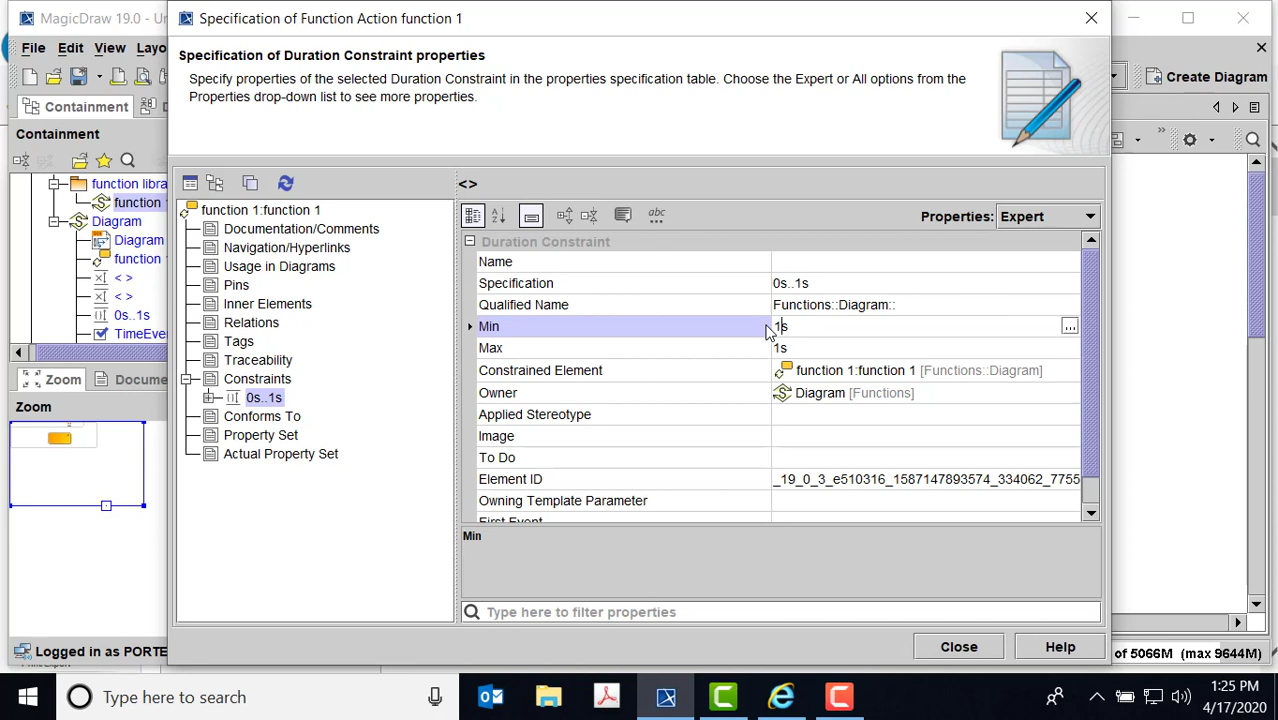 MagicDraw 19.0 - Un
Specification of Function Action function 1
File Edit View Layo
Specification of Duration Constraint properties
Specify properties of the selected Duration Constraint in the properties specification table. Choose the Expert or All options from the
Properties drop-down list to see more properties.
Create Diagram
Containment
Containment
<>
function libra
function
Diagram
Diagram
function
< >
< >
0s..1s
TimeEver
function 1:function 1
Documentation/Comments
Navigation/Hyperlinks
Usage in Diagrams
Pins
Inner Elements
Relations
Tags
Traceability
Constraints
0s..1s
Conforms To
Property Set
Actual Property Set
Properties: Expert
Duration Constraint
Name
Specification 0s..1s
Qualified Name Functions::Diagram::
Min 1s
Max 1s
Constrained Element function 1:function 1 [Functions::Diagram]
Owner Diagram [Functions]
Applied Stereotype
Image
To Do
Element ID _19_0_3_e510316_1587147893574_334062_7755
Owning Template Parameter
First Event
Zoom Docume
Zoom
Min
Type here to filter properties
Close Help
Logged in as PORTE
of 5066M (max 9644M)
Type here to search
1:25 PM
4/17/2020